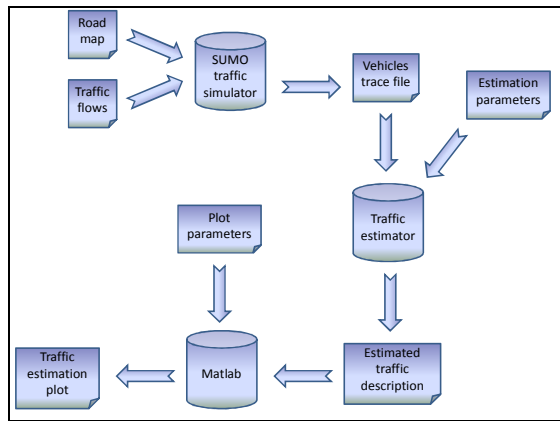 Road
map
SUMO
traffic
simulator
Traffic
flows
Vehicles
trace file
Estimation
parameters
Plot
parameters
Traffic
estimator
Traffic
estimation
plot
Matlab
Estimated
traffic
description